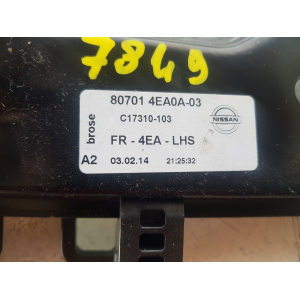 7849
80701 4EA0A-03
brose
C17310-103
NISSAN
FR - 4EA - LHS
A2 03.02.14 21:25:32